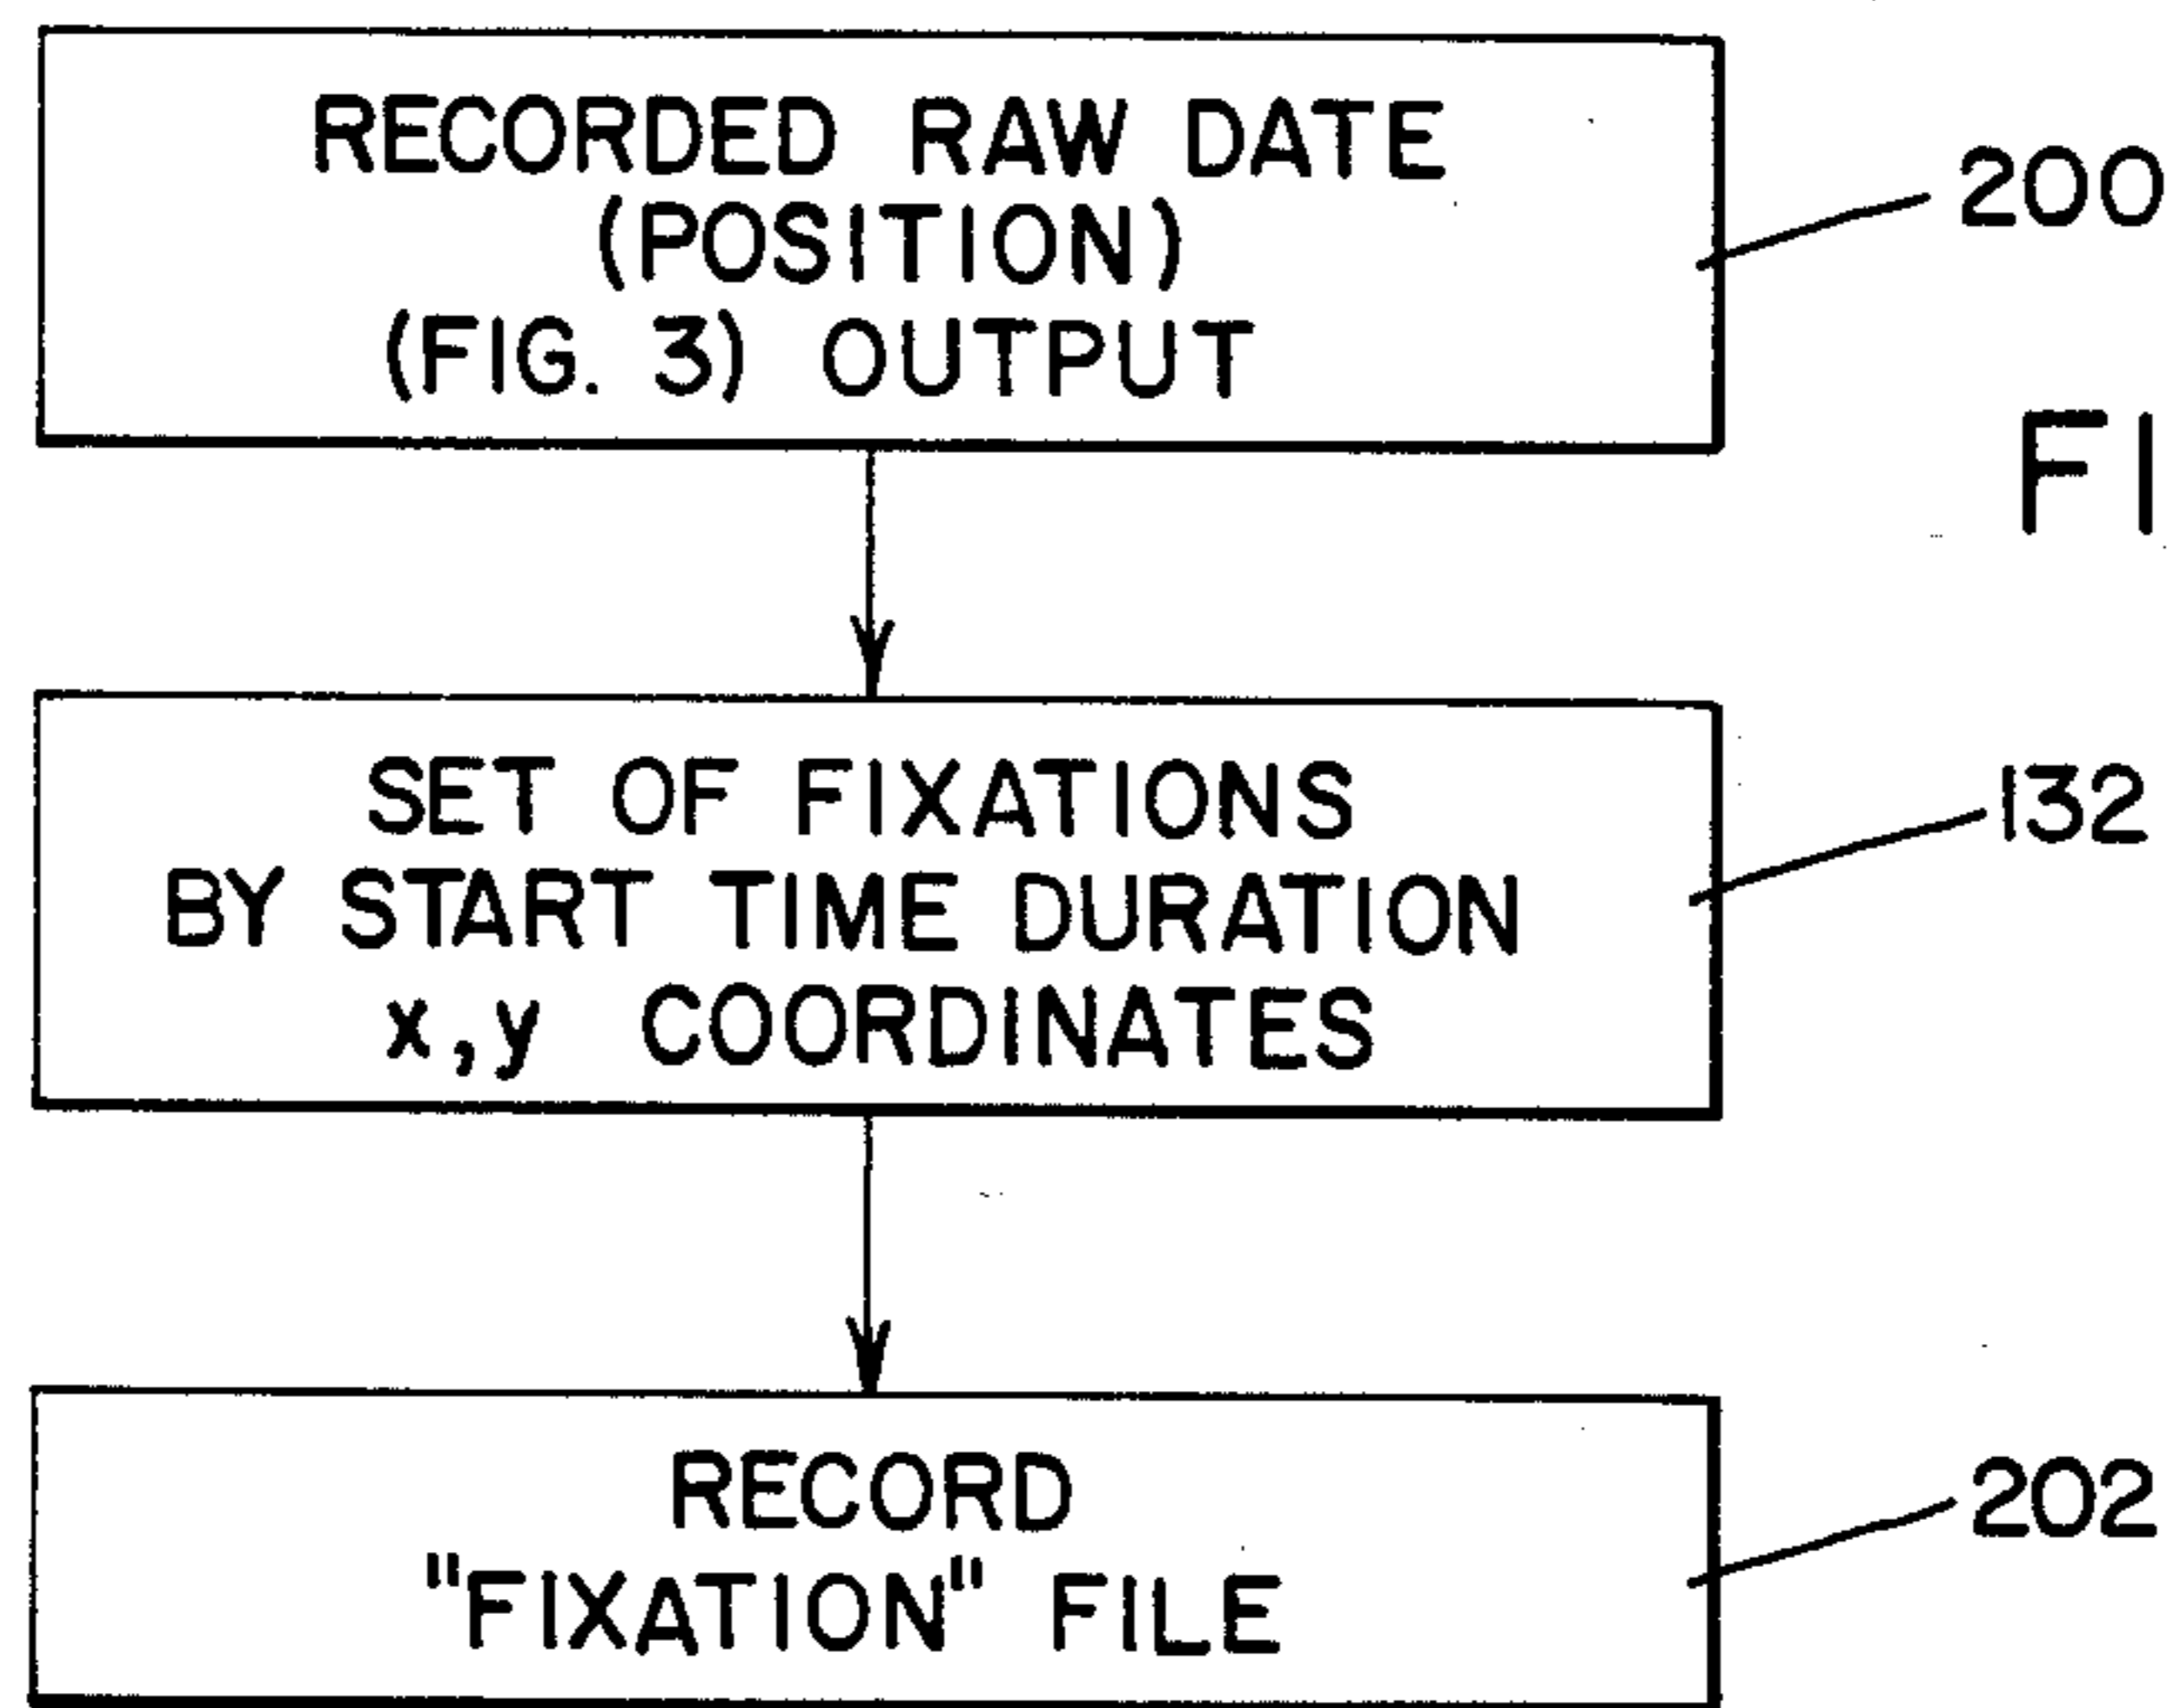 RECORDED RAW DATE
(POSITION)
(FIG. 3) OUTPUT
200
FI
SET OF FIXATIONS
BY START TIME DURATION
x,y COORDINATES
132
RECORD
"FIXATION" FILE
202